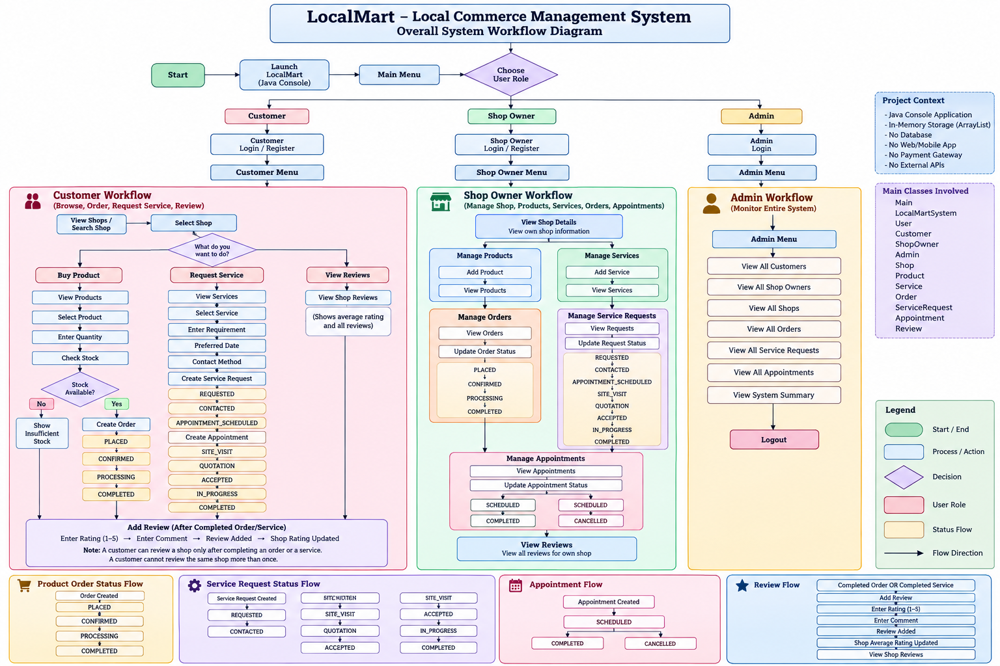 LocalMart – Local Commerce Management System
Overall System Workflow Diagram
Start
Launch
LocalMart
(Java Console)
Main Menu
Choose
User Role
Customer
Customer
Login / Register
Customer Menu
Shop Owner
Shop Owner
Login / Register
Shop Owner Menu
Admin
Admin
Login
Admin Menu
Project Context
- Java Console Application
- In-Memory Storage (ArrayList)
- No Database
- No Web/Mobile App
- No Payment Gateway
- No External APIs
Customer Workflow
(Browse, Order, Request Service, Review)
View Shops /
Search Shop
Select Shop
What do you
want to do?
Buy Product
View Products
Select Product
Enter Quantity
Check Stock
Stock
Available?
No
Yes
Show
Insufficient
Stock
Create Order
PLACED
CONFIRMED
PROCESSING
COMPLETED
Request Service
View Services
Select Service
Enter Requirement
Preferred Date
Contact Method
Create Service Request
REQUESTED
CONTACTED
APPOINTMENT_SCHEDULED
Create Appointment
SITE_VISIT
QUOTATION
ACCEPTED
IN_PROGRESS
COMPLETED
View Reviews
View Shop Reviews
(Shows average rating
and all reviews)
Add Review (After Completed Order/Service)
Enter Rating (1–5) → Enter Comment → Review Added → Shop Rating Updated
Note: A customer can review a shop only after completing an order or a service.
A customer cannot review the same shop more than once.
Shop Owner Workflow
(Manage Shop, Products, Services, Orders, Appointments)
View Shop Details
View own shop information
Manage Products
Add Product
View Products
Manage Services
Add Service
View Services
Manage Orders
View Orders
Update Order Status
PLACED
CONFIRMED
PROCESSING
COMPLETED
Manage Service Requests
View Requests
Update Request Status
REQUESTED
CONTACTED
APPOINTMENT_SCHEDULED
SITE_VISIT
QUOTATION
ACCEPTED
IN_PROGRESS
COMPLETED
Manage Appointments
View Appointments
Update Appointment Status
SCHEDULED
COMPLETED
SCHEDULED
CANCELLED
View Reviews
View all reviews for own shop
Admin Workflow
(Monitor Entire System)
Admin Menu
View All Customers
View All Shop Owners
View All Shops
View All Orders
View All Service Requests
View All Appointments
View System Summary
Logout
Main Classes Involved
Main
LocalMartSystem
User
Customer
ShopOwner
Admin
Shop
Product
Service
Order
ServiceRequest
Appointment
Review
Legend
Start / End
Process / Action
Decision
User Role
Status Flow
Flow Direction
Product Order Status Flow
Order Created
PLACED
CONFIRMED
PROCESSING
COMPLETED
Service Request Status Flow
Service Request Created
REQUESTED
CONTACTED
SITE_VISIT
QUOTATION
ACCEPTED
SITE_VISIT
ACCEPTED
IN_PROGRESS
COMPLETED
Appointment Flow
Appointment Created
SCHEDULED
COMPLETED
CANCELLED
Review Flow
Completed Order OR Completed Service
Add Review
Enter Rating (1–5)
Enter Comment
Review Added
Shop Average Rating Updated
View Shop Reviews